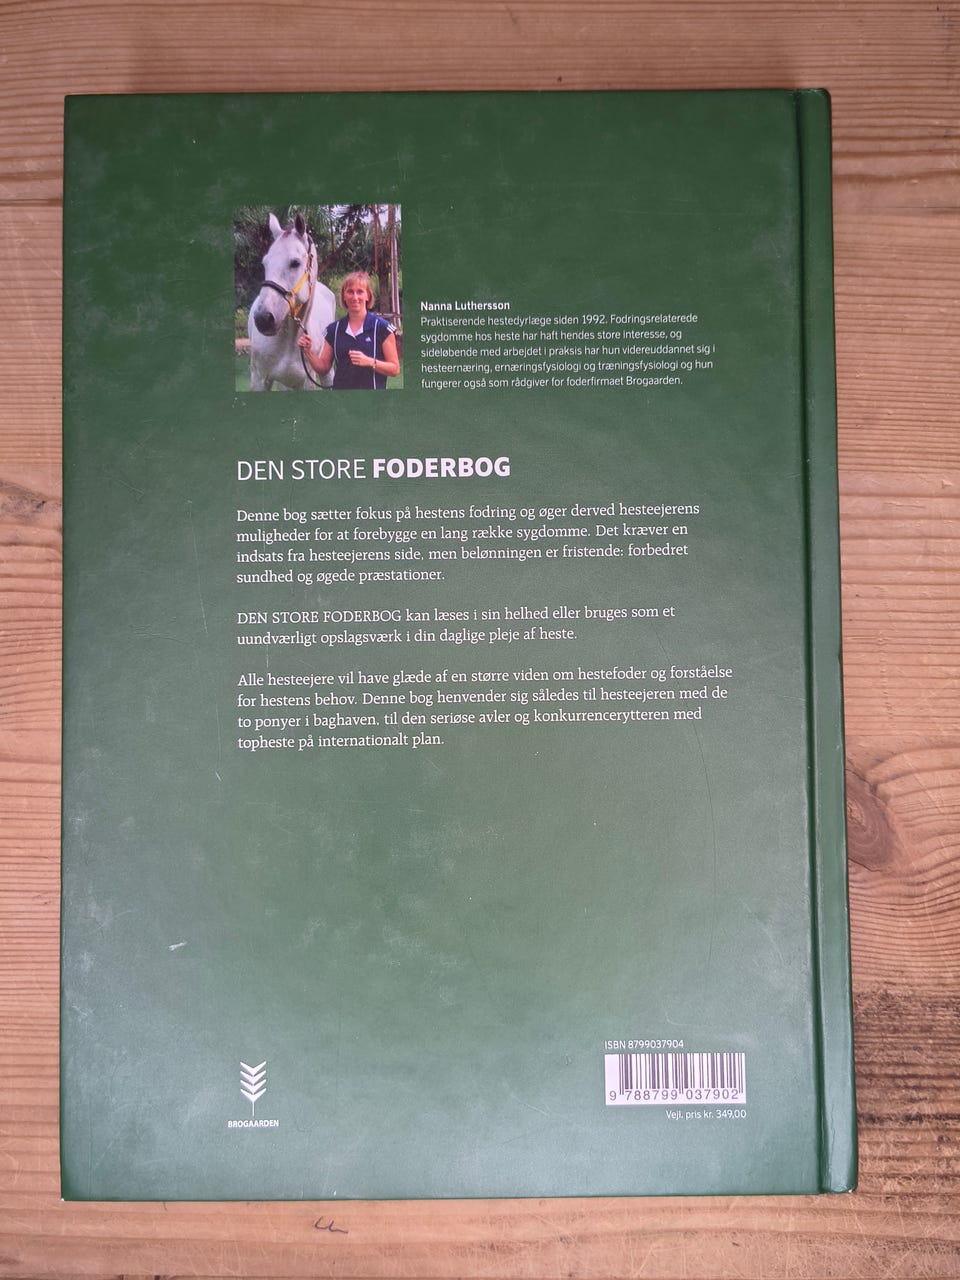 Nanna Luthersson
Praktiserende hestedyrlæge siden 1992. Fodringsrelaterede
sygdomme hos heste har haft hendes store interesse, og
sideløbende med arbejdet i praksis har hun videreuddannet sig i
hesteernæring, ernæringsfysiologi og træningsfysiologi og hun
fungerer også som rådgiver for foderfirmaet Brogaarden.
DEN STORE FODERBOG
Denne bog sætter fokus på hestens fodring og øger derved hesteejerens
muligheder for at forebygge en lang række sygdomme. Det kræver en
indsats fra hesteejerens side, men belønningen er fristende: forbedret
sundhed og øgede præstationer.
DEN STORE FODERBOG kan læses i sin helhed eller bruges som et
uundværligt opslagsværk i din daglige pleje af heste.
Alle hesteejere vil have glæde af en større viden om hestefoder og forståelse
for hestens behov. Denne bog henvender sig således til hesteejeren med de
to ponyer i baghaven, til den seriøse avler og konkurrencerytteren med
topheste på internationalt plan.
ISBN 8799037904
9 788799 037902
Vejl. pris kr. 349,00
BROGAARDEN